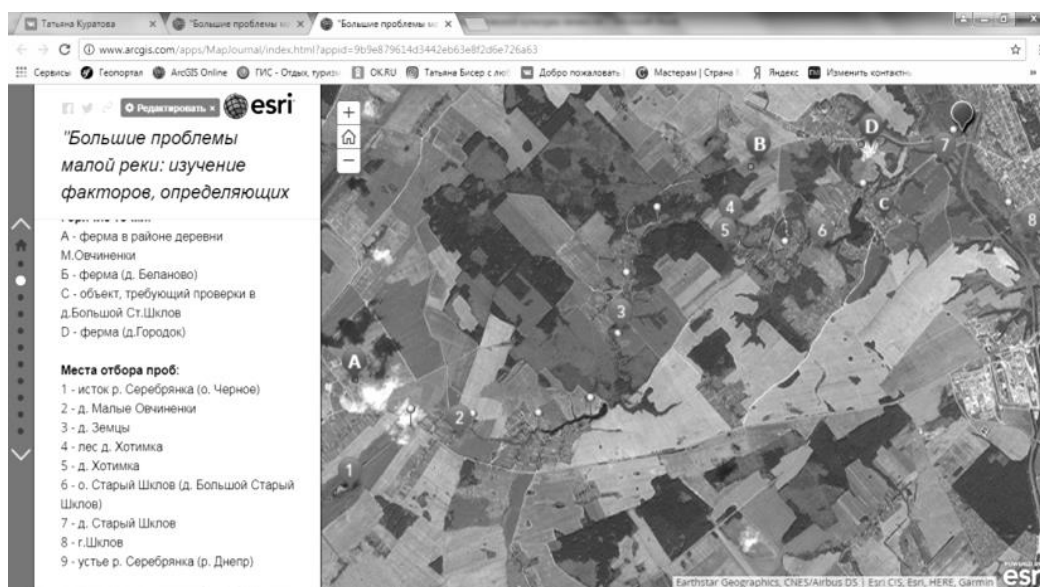 Татьяна Куратова
"Большие проблемы мо
"Большие проблемы мо
www.arcgis.com/apps/MapJournal/index.html?appid=9b9e879614d3442eb63e8f2d6e726a63
Сервисы Геопортал ArcGIS Online ГИС - Отдых, туризм OK.RU Татьяна Бисер с лю Добро пожаловать Мастерам | Страна Яндекс Изменить контактн
Редактировать × esri
"Большие проблемы
малой реки: изучение
факторов, определяющих
А - ферма в районе деревни
М.Овчиненки
Б - ферма (д. Беланово)
С - объект, требующий проверки в
д.Большой Ст.Шклов
D - ферма (д.Городок)
Места отбора проб:
1 - исток р. Серебрянка (о. Черное)
2 - д. Малые Овчиненки
3 - д. Земцы
4 - лес д. Хотимка
5 - д. Хотимка
6 - о. Старый Шклов (д. Большой Старый
Шклов)
7 - д. Старый Шклов
8 - г.Шклов
9 - устье р. Серебрянка (р. Днепр)
+
−
D
B
7
4
C
5
6
8
3
A
2
1
Earthstar Geographics, CNES/Airbus DS | Esri CIS, Esri, HERE, Garmin
esri